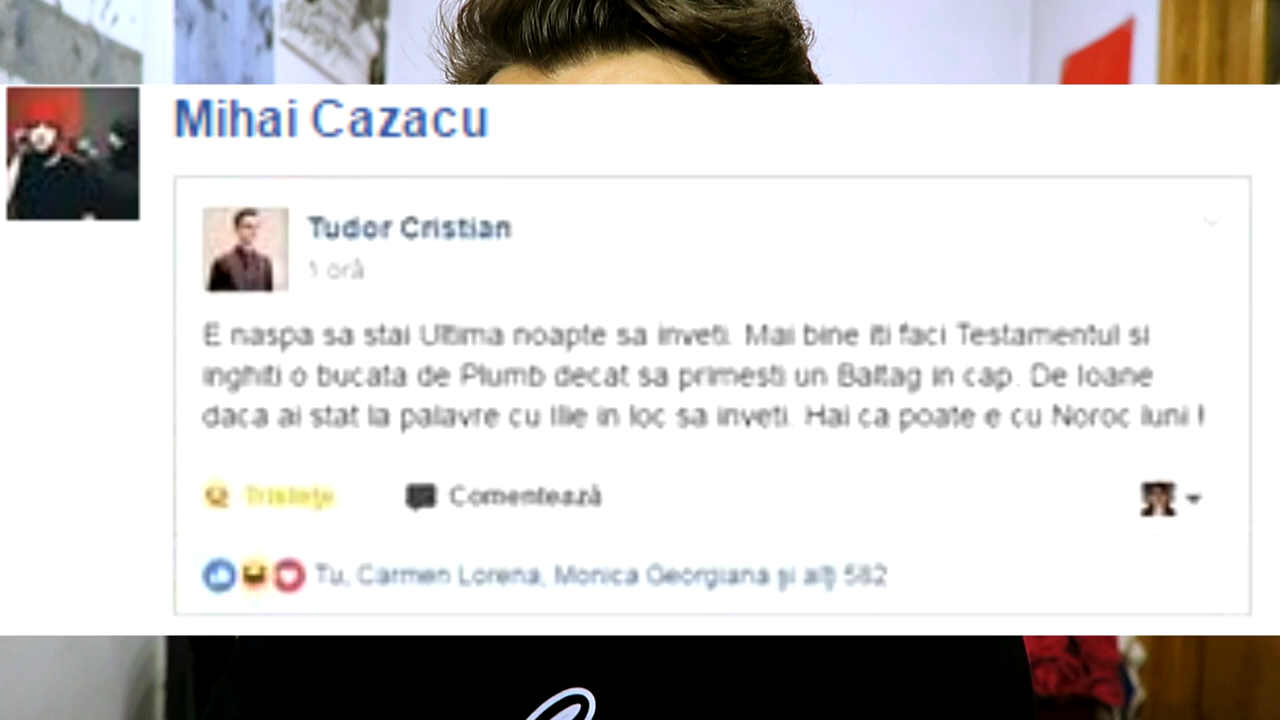 Mihai Cazacu
Tudor Cristian
1 oră
E naspa sa stai Ultima noapte sa inveti. Mai bine iti faci Testamentul si
inghiti o bucata de Plumb decat sa primesti un Baltag in cap. De Ioane
daca ai stat la palavre cu Ilie in loc sa inveti. Hai ca poate e cu Noroc luni !
Tristețe Comentează
Tu, Carmen Lorena, Monica Georgiana și alți 582